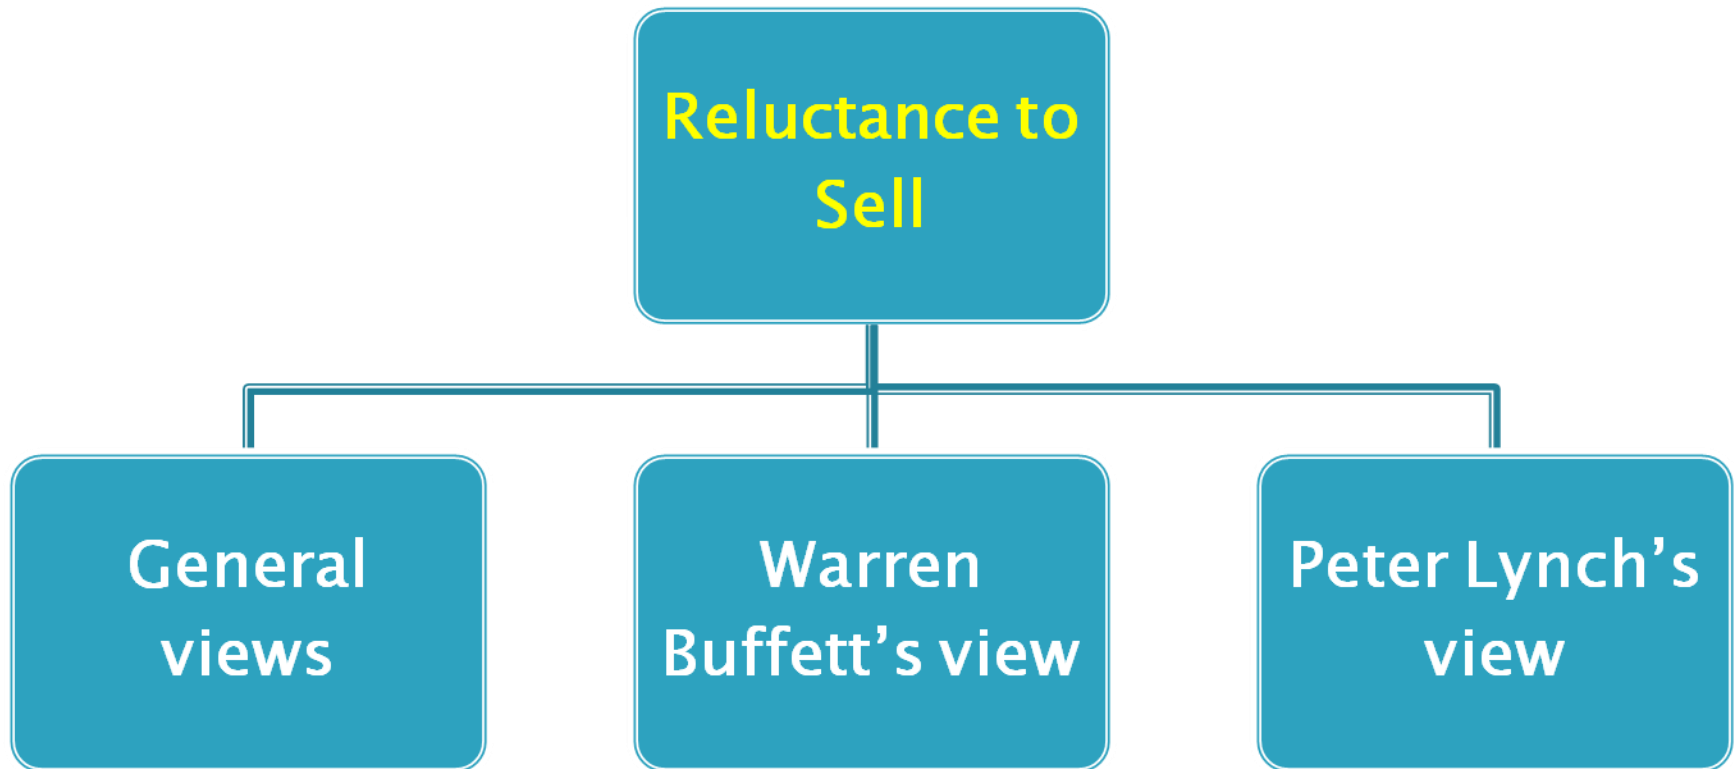 Reluctance to
Sell
General
views
Warren
Buffett’s view
Peter Lynch’s
view